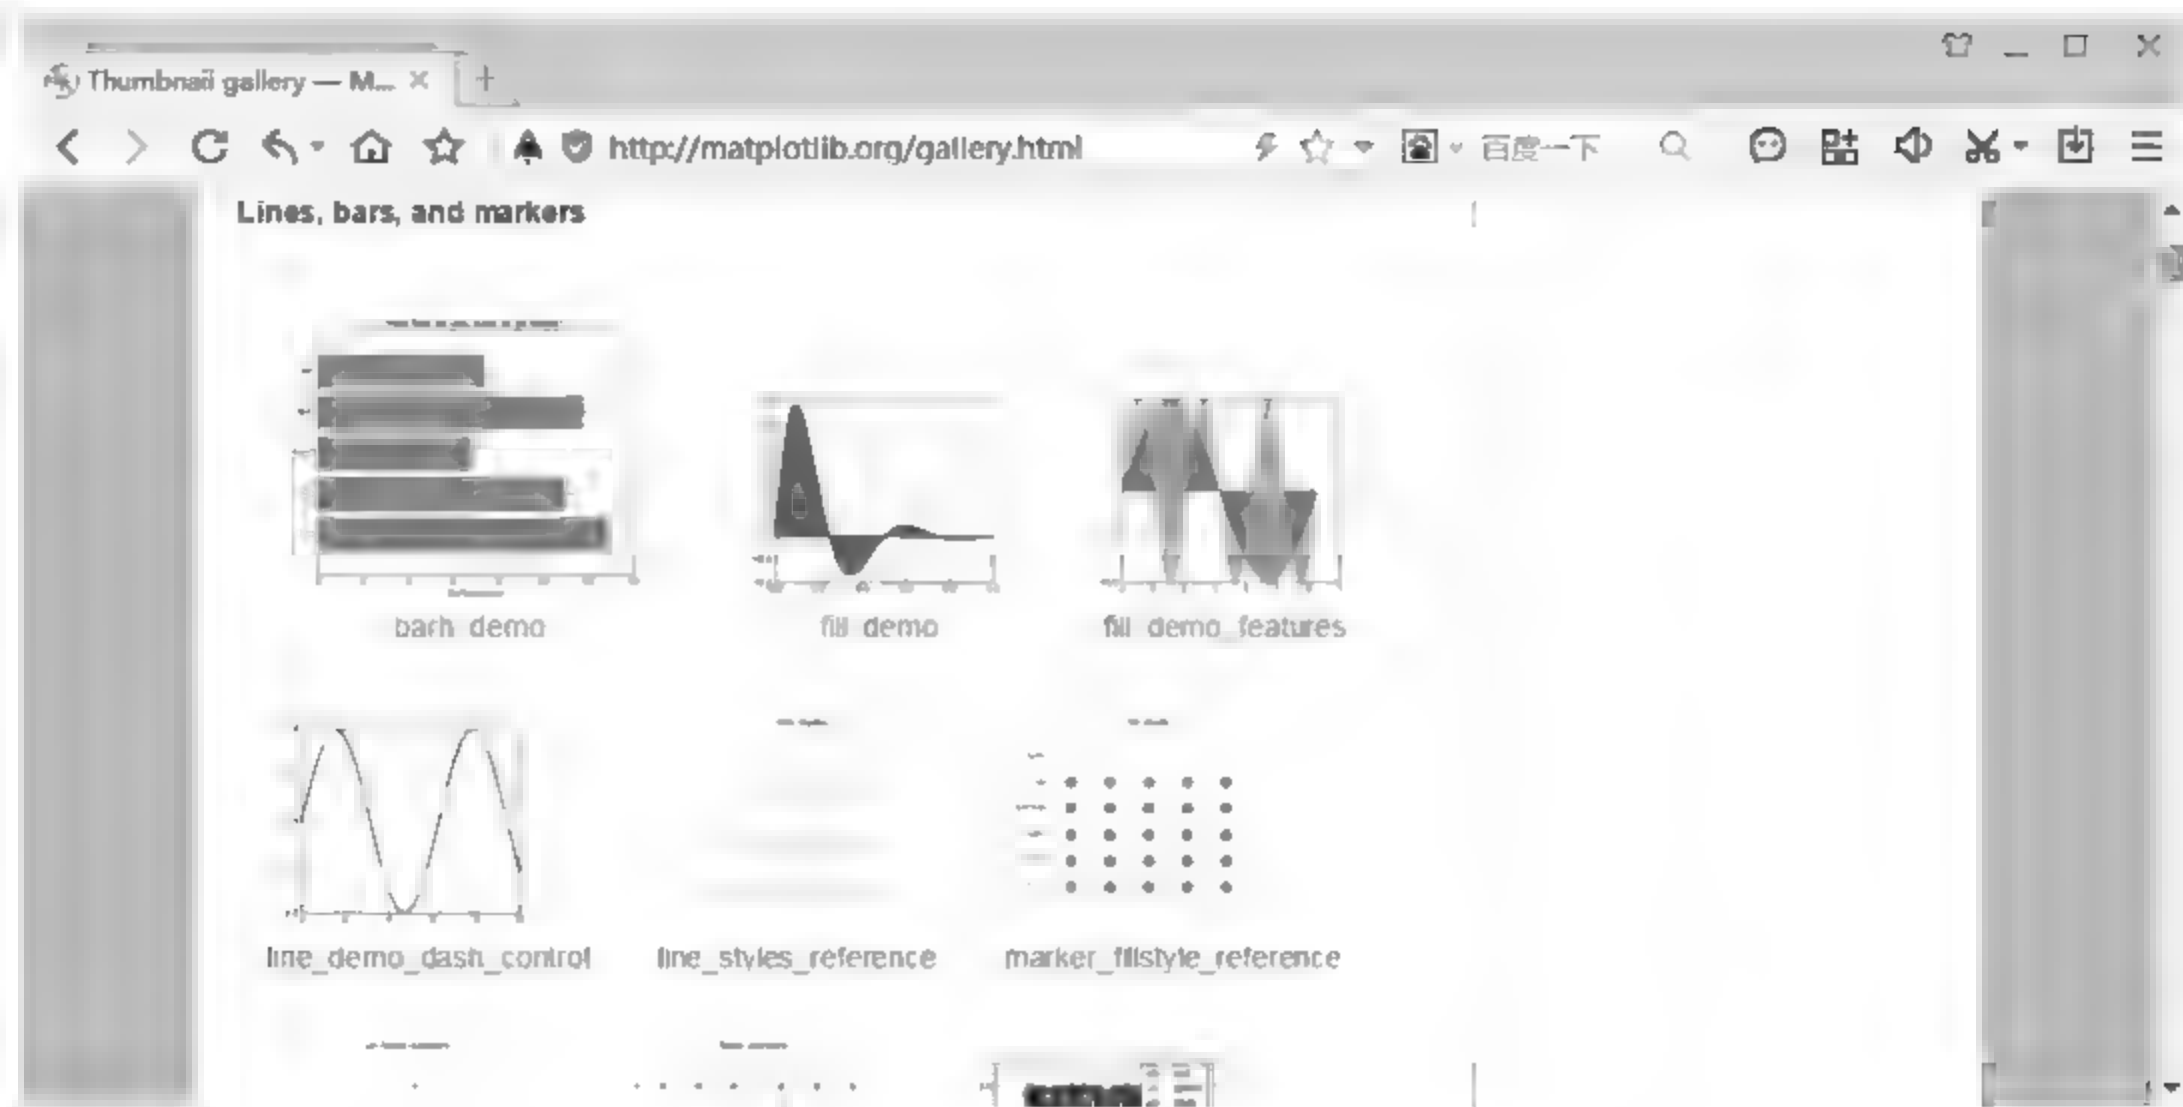 Thumbnail gallery — M...
http://matplotlib.org/gallery.html
百度一下
Lines, bars, and markers
barh_demo
fill_demo
fill_demo_features
line_demo_dash_control
line_styles_reference
marker_fillstyle_reference